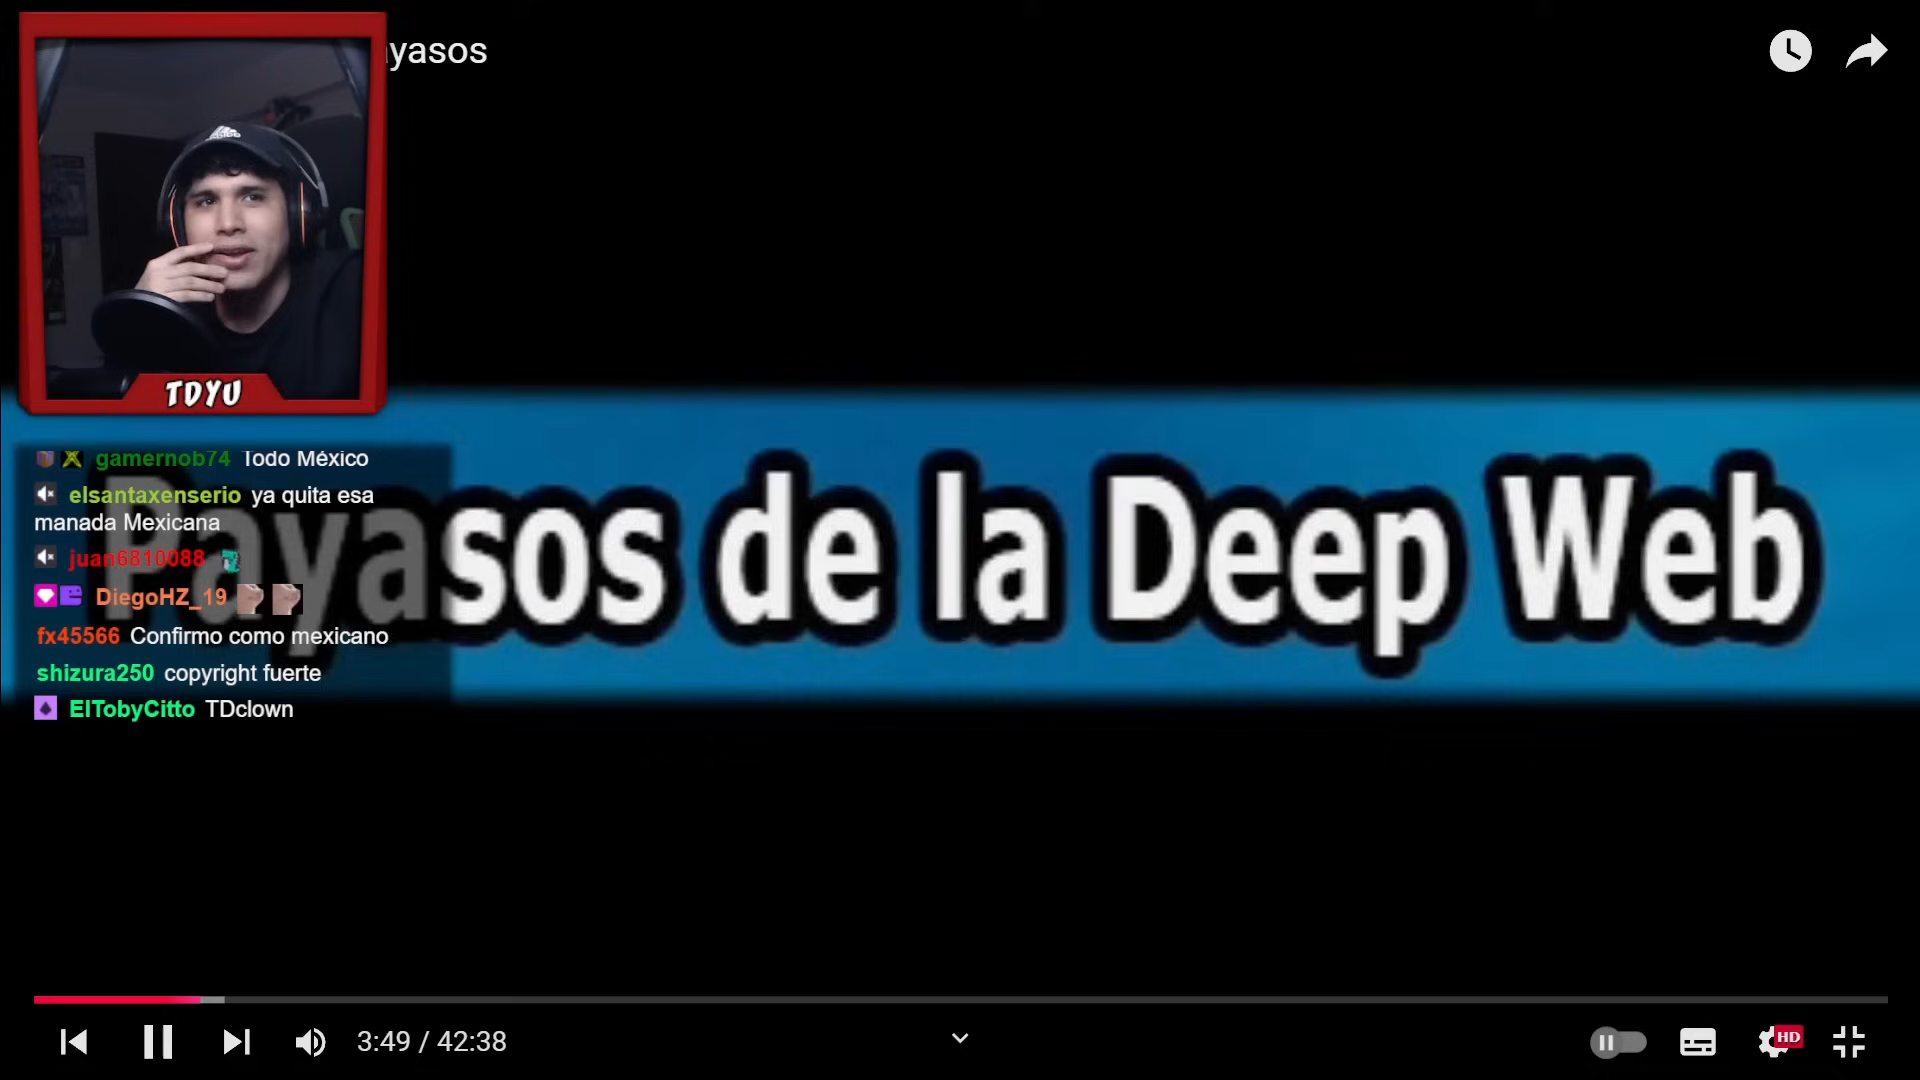 yasos
TDYU
gamernob74 Todo México
elsantaxenserio ya quita esa
manada Mexicana
juan6810088
DiegoHZ_19
fx45566 Confirmo como mexicano
shizura250 copyright fuerte
ElTobyCitto TDclown
Payasos de la Deep Web
3:49 / 42:38
HD